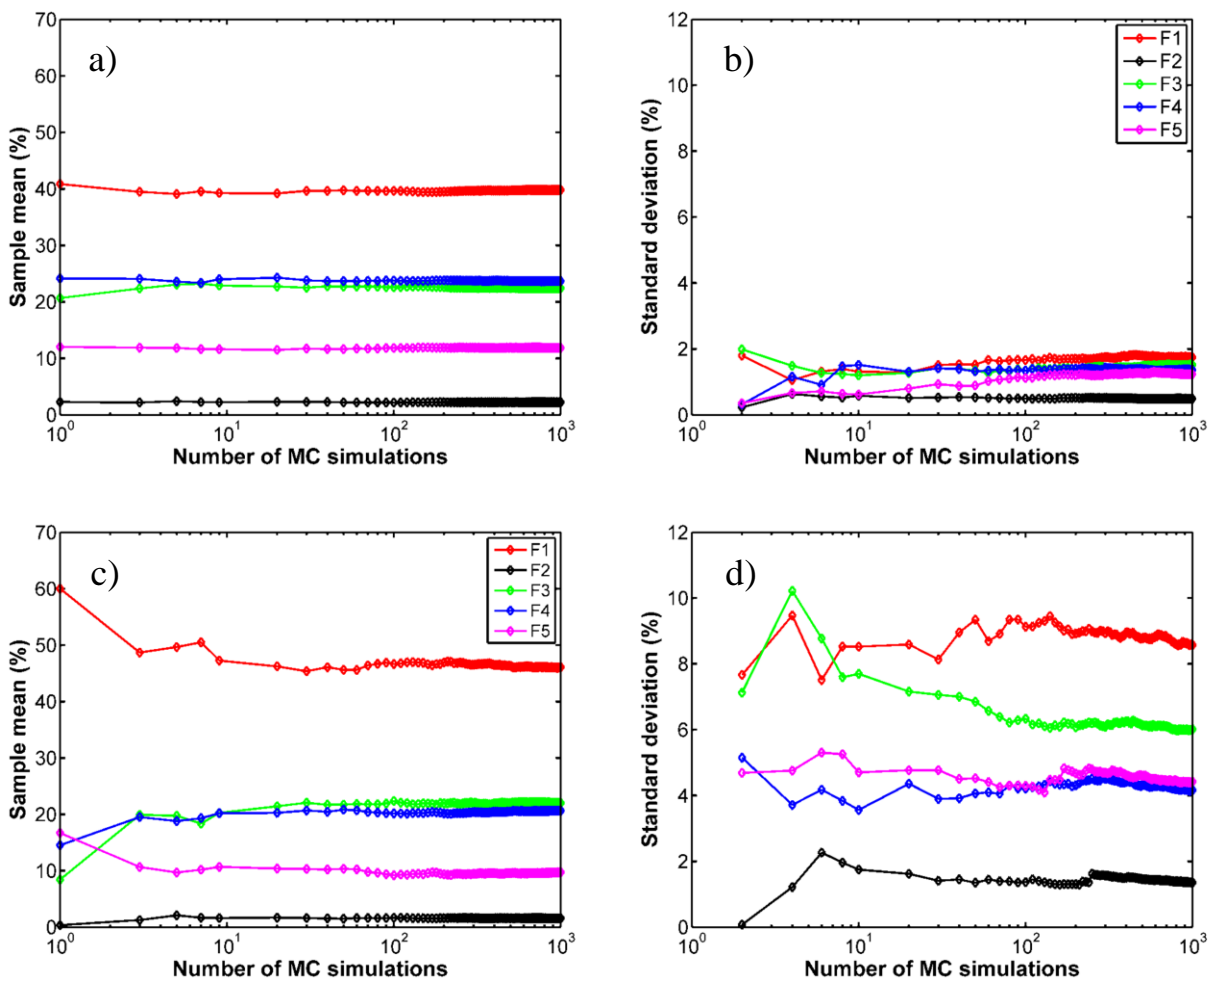 a)
Sample mean (%)
70
60
50
40
30
20
10
0
10^0 10^1 10^2 10^3
Number of MC simulations
b)
Standard deviation (%)
12
10
8
6
4
2
0
10^0 10^1 10^2 10^3
Number of MC simulations
F1
F2
F3
F4
F5
c)
Sample mean (%)
70
60
50
40
30
20
10
0
10^0 10^1 10^2 10^3
Number of MC simulations
F1
F2
F3
F4
F5
d)
Standard deviation (%)
12
10
8
6
4
2
0
10^0 10^1 10^2 10^3
Number of MC simulations